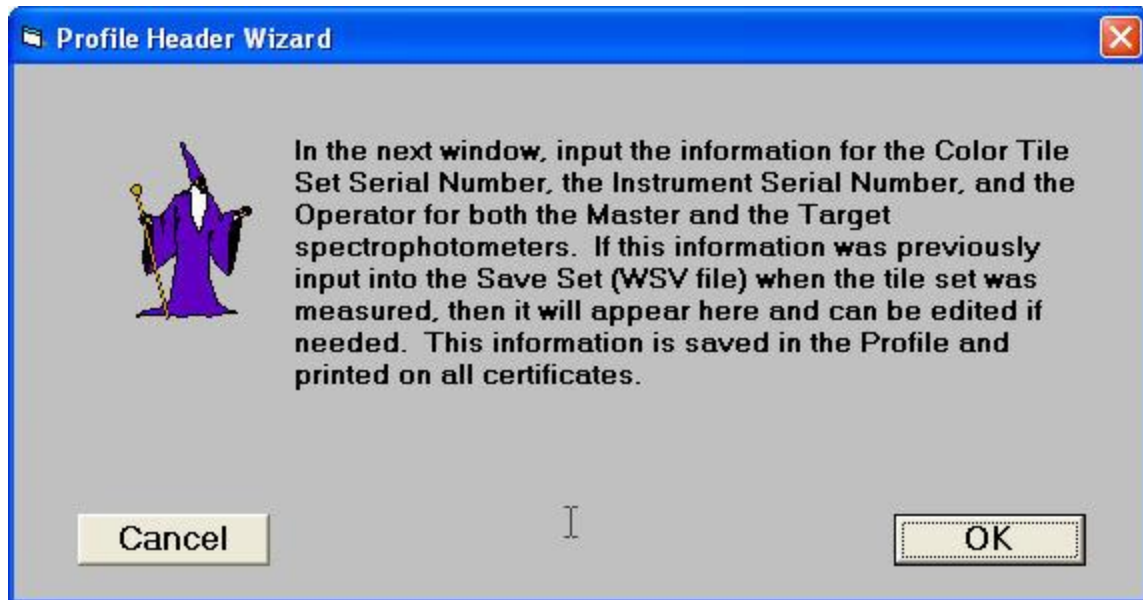 Profile Header Wizard
In the next window, input the information for the Color Tile
Set Serial Number, the Instrument Serial Number, and the
Operator for both the Master and the Target
spectrophotometers.  If this information was previously
input into the Save Set (WSV file) when the tile set was
measured, then it will appear here and can be edited if
needed.  This information is saved in the Profile and
printed on all certificates.
Cancel
OK